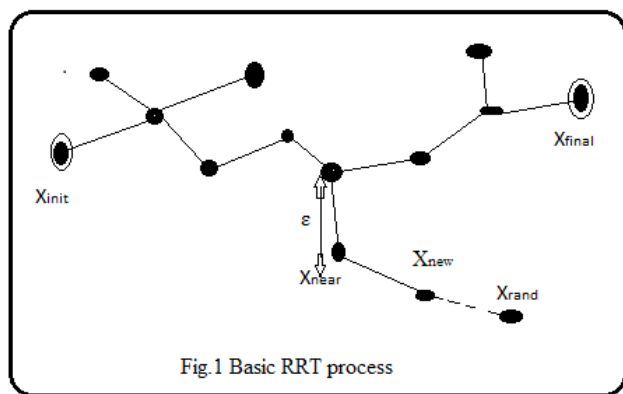 Xfinal
Xinit
ε
Xnear
Xnew
Xrand
Fig.1 Basic RRT process